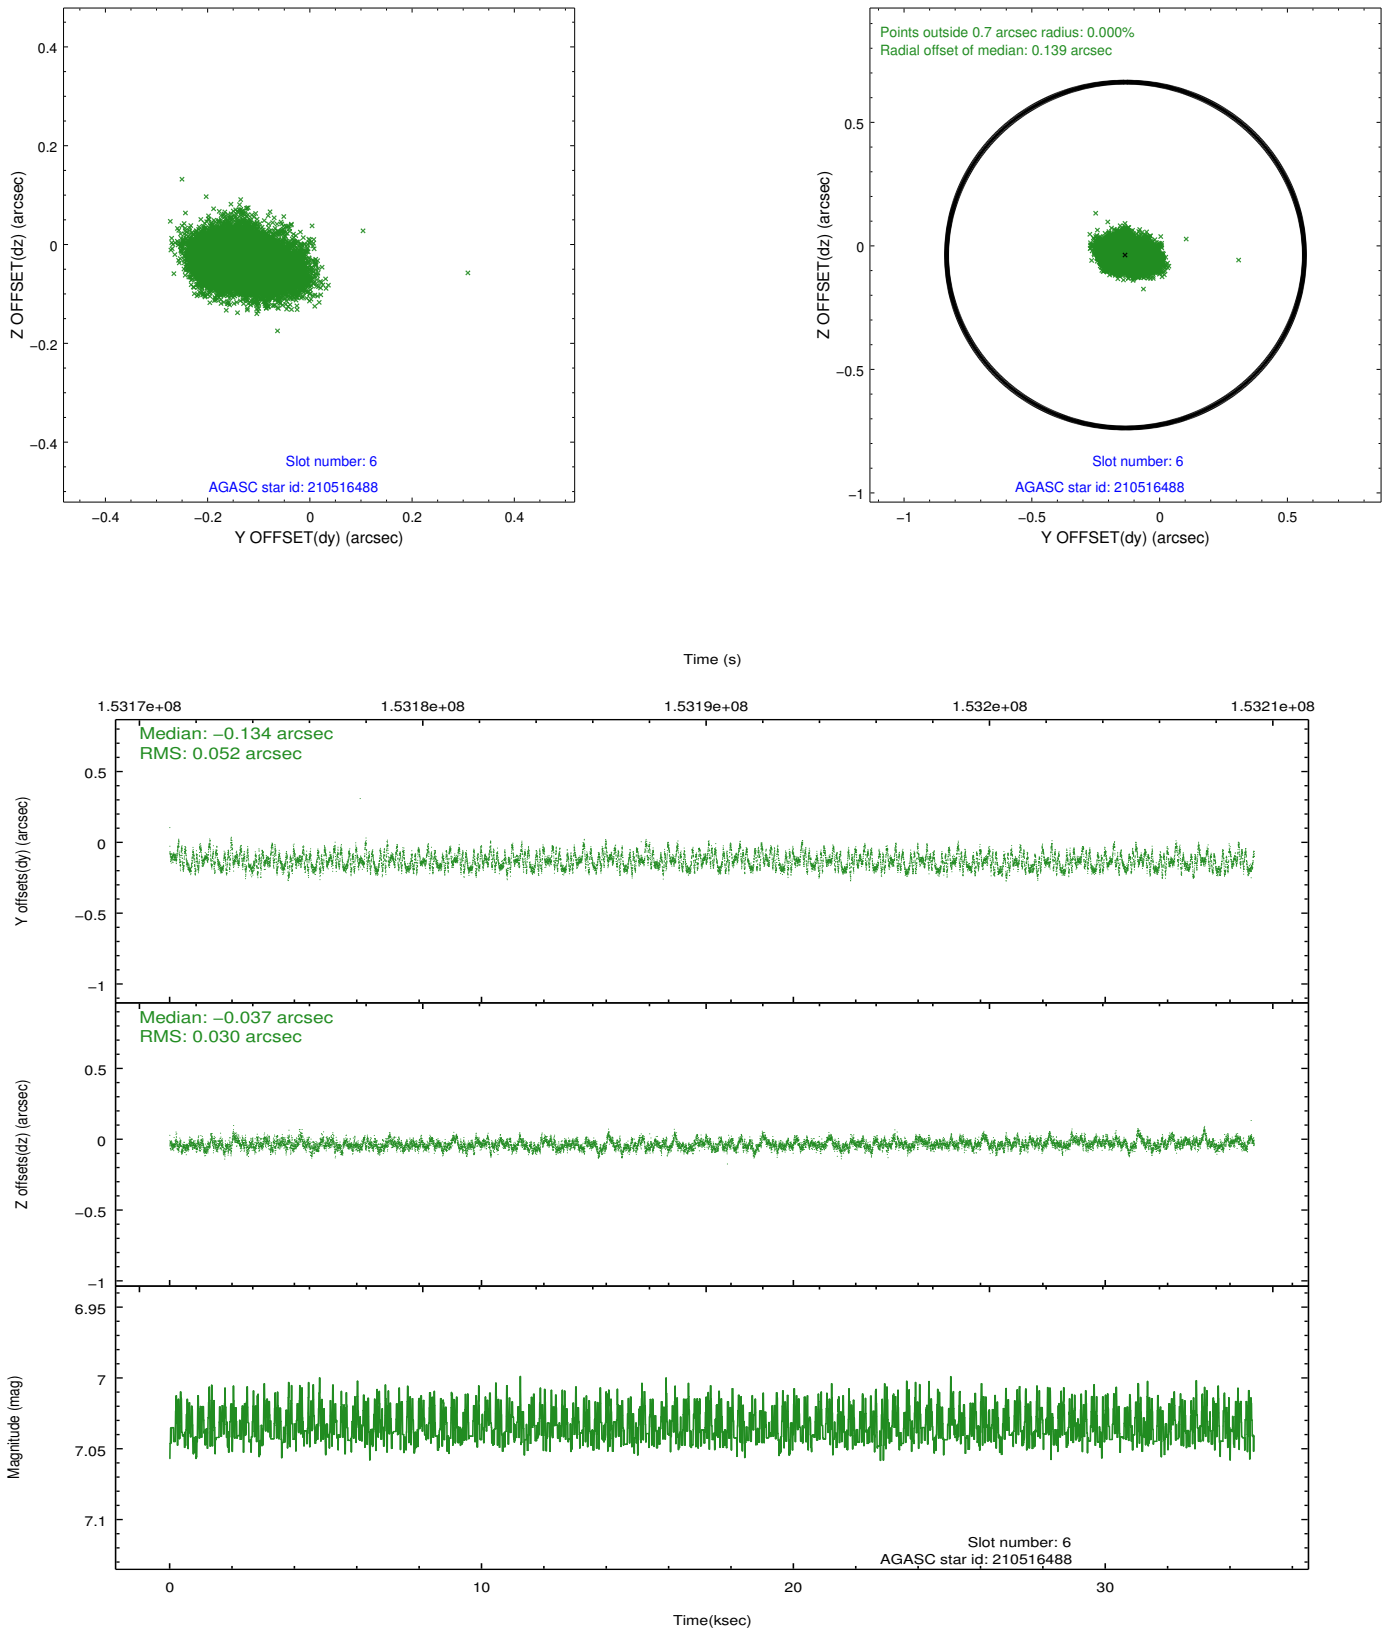 0.4
0.2
0
−0.2
−0.4
Z OFFSET(dz) (arcsec)
Slot number: 6
AGASC star id: 210516488
−0.4 −0.2 0 0.2 0.4
Y OFFSET(dy) (arcsec)
Points outside 0.7 arcsec radius: 0.000%
Radial offset of median: 0.139 arcsec
0.5
0
−0.5
−1
Z OFFSET(dz) (arcsec)
Slot number: 6
AGASC star id: 210516488
−1 −0.5 0 0.5
Y OFFSET(dy) (arcsec)
Time (s)
1.5317e+08 1.5318e+08 1.5319e+08 1.532e+08 1.5321e+08
Median: −0.134 arcsec
RMS: 0.052 arcsec
0.5
0
−0.5
−1
Y offsets(dy) (arcsec)
Median: −0.037 arcsec
RMS: 0.030 arcsec
0.5
0
−0.5
−1
Z offsets(dz) (arcsec)
6.95
7
7.05
7.1
Magnitude (mag)
Slot number: 6
AGASC star id: 210516488
0 10 20 30
Time(ksec)